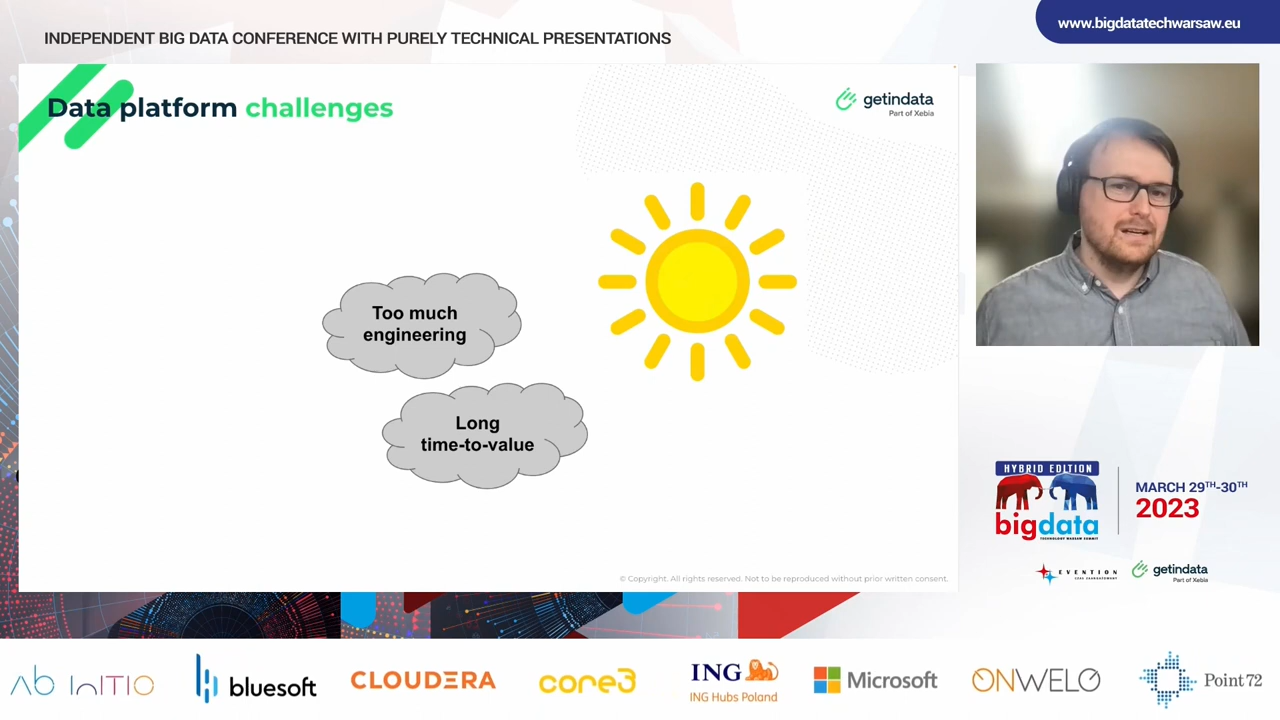 INDEPENDENT BIG DATA CONFERENCE WITH PURELY TECHNICAL PRESENTATIONS
www.bigdatatechwarsaw.eu
Data platform challenges
getindata
Part of Xebia
Too much
engineering
Long
time-to-value
© Copyright. All rights reserved. Not to be reproduced without prior written consent.
HYBRID EDITION
bigdata
TECHNOLOGY WARSAW SUMMIT
MARCH 29TH-30TH
2023
EVENTION
getindata
Part of Xebia
Ab InITIO
bluesoft
CLOUDERA
core3
ING
ING Hubs Poland
Microsoft
ONWELO
Point72